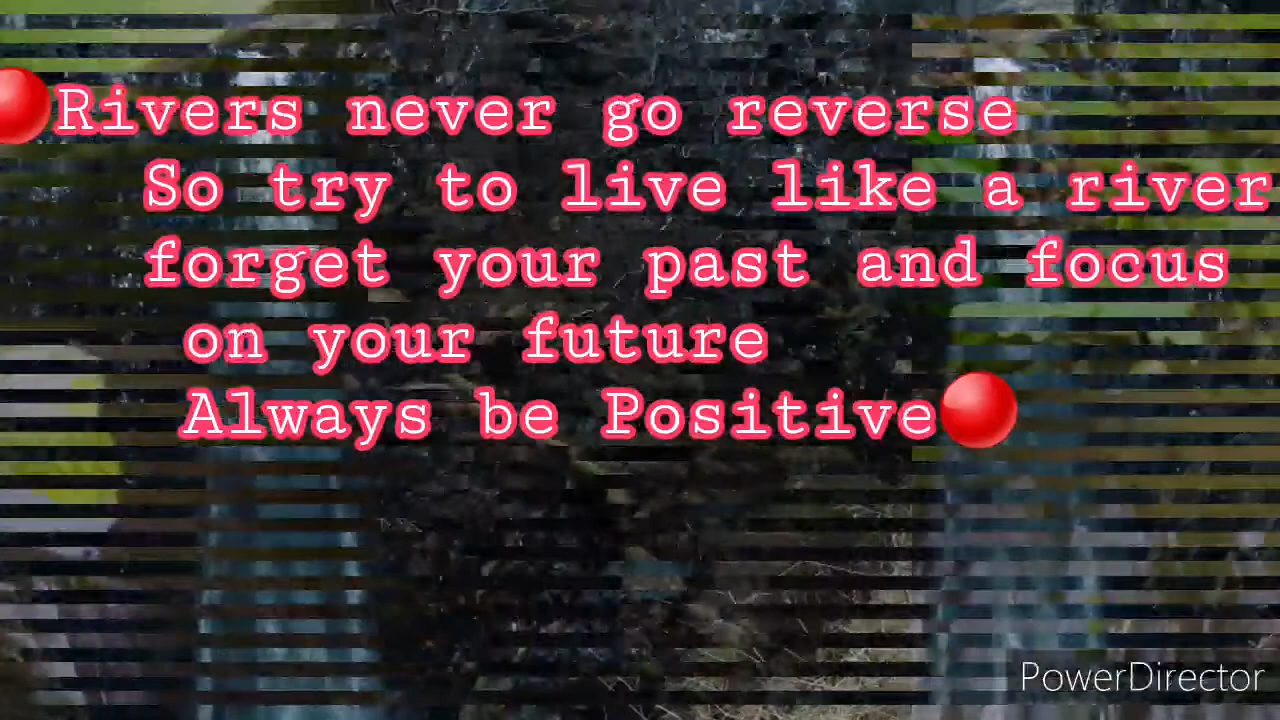 🔴Rivers never go reverse
So try to live like a river
forget your past and focus
on your future
Always be Positive🔴
PowerDirector